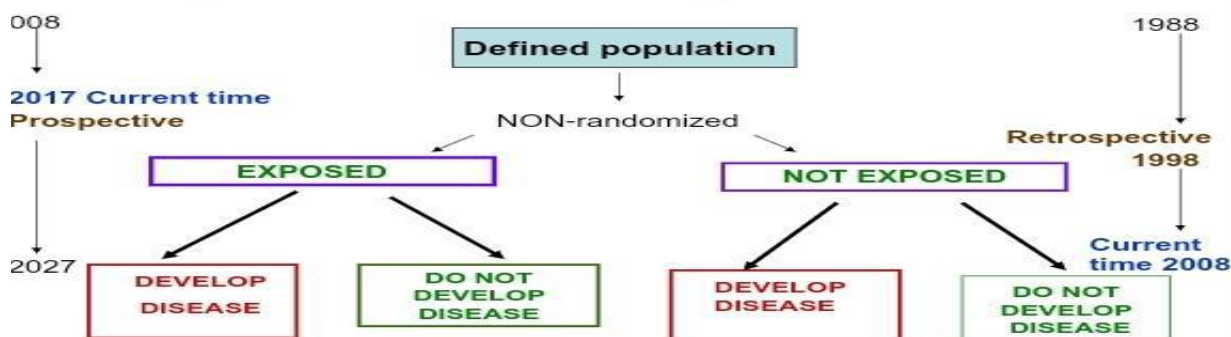 008
1988
Defined population
2017 Current time
Prospective
NON-randomized
Retrospective
1998
EXPOSED
NOT EXPOSED
2027
Current
time 2008
DEVELOP
DISEASE
DO NOT
DEVELOP
DISEASE
DEVELOP
DISEASE
DO NOT
DEVELOP
DISEASE